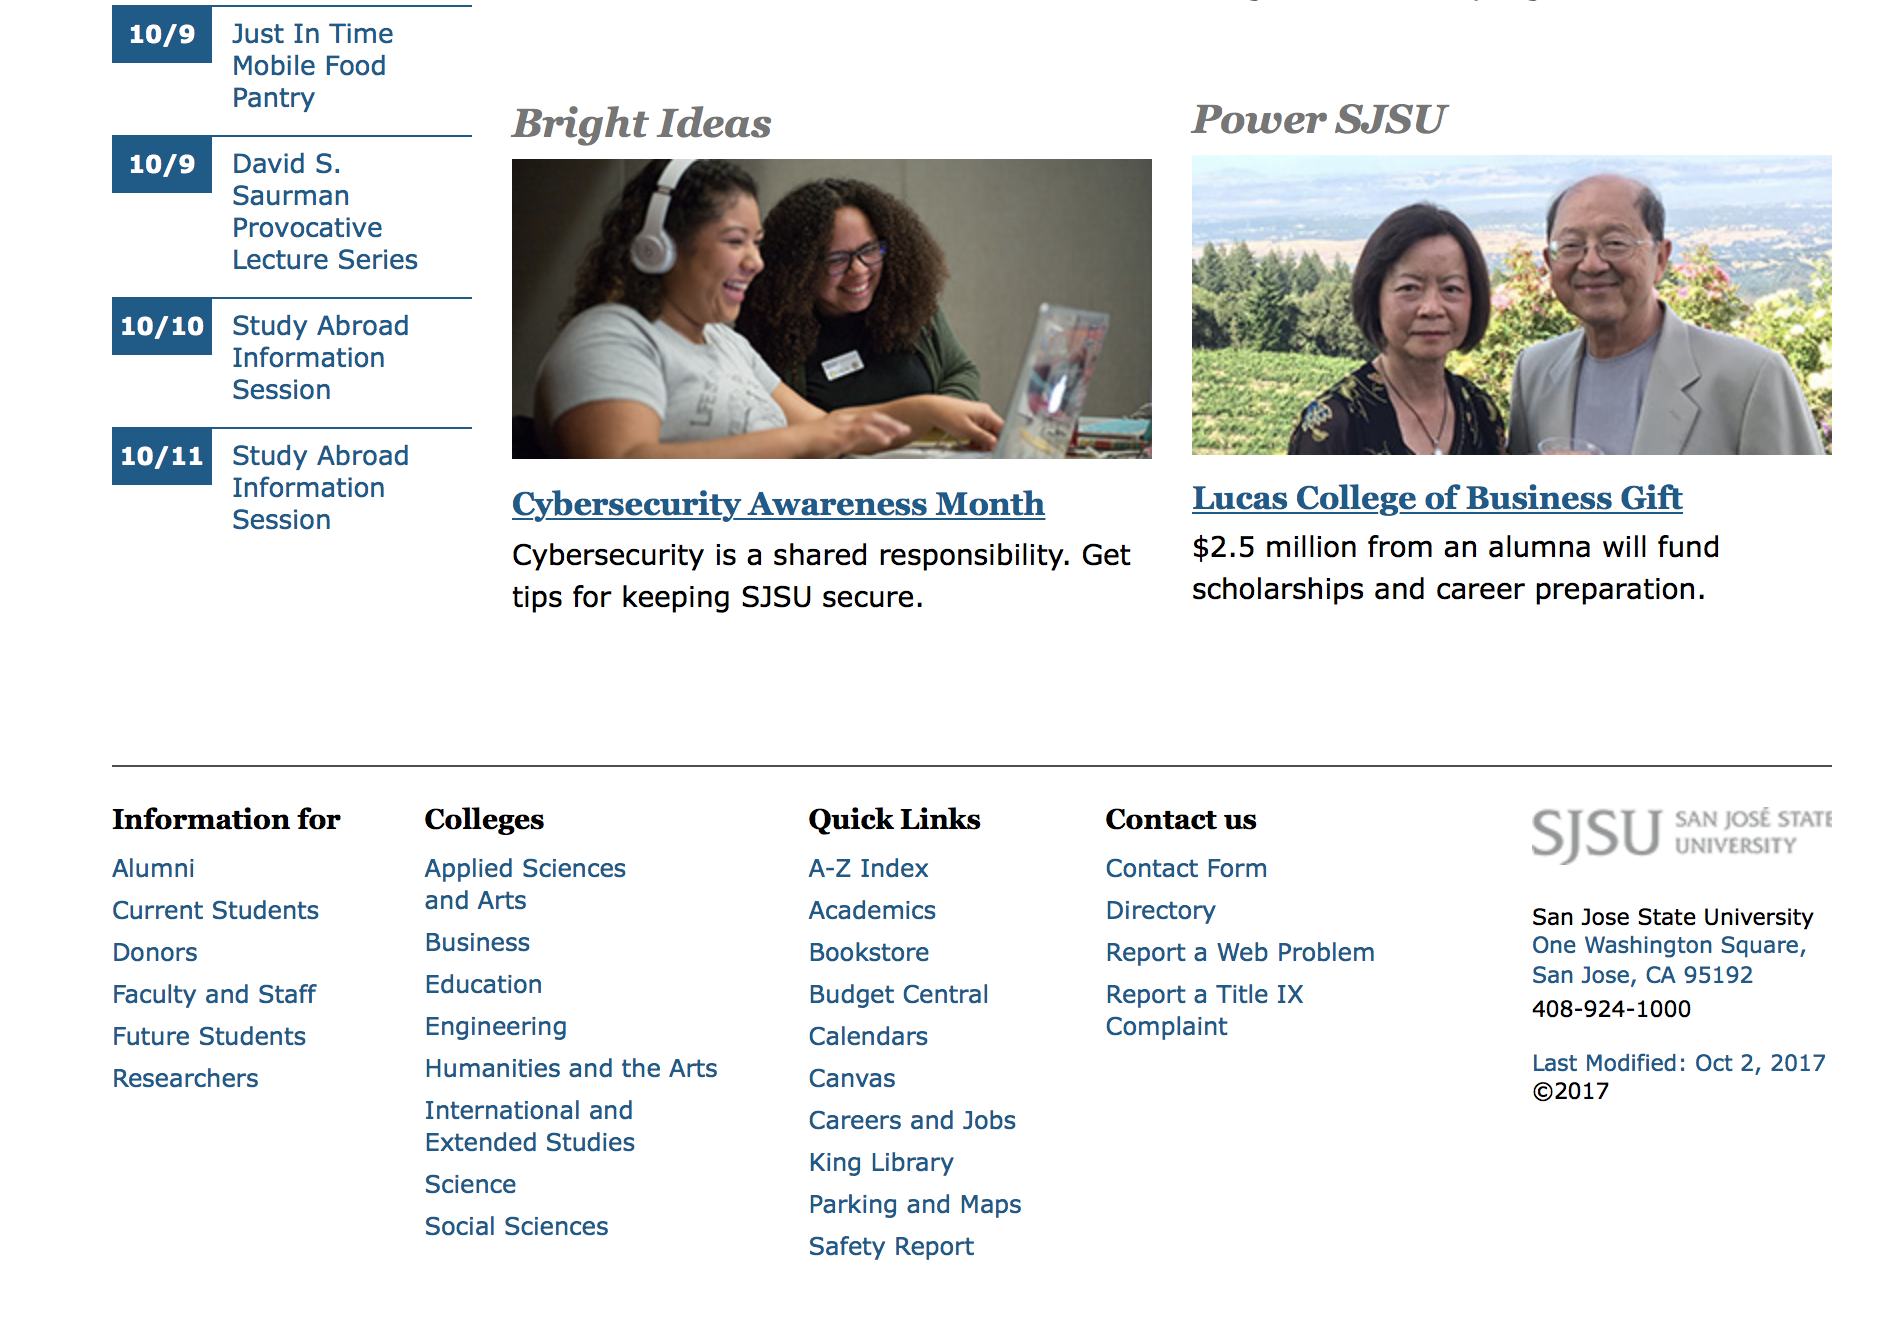 10/9
Just In Time
Mobile Food
Pantry
10/9
David S.
Saurman
Provocative
Lecture Series
10/10
Study Abroad
Information
Session
10/11
Study Abroad
Information
Session
Bright Ideas
Cybersecurity Awareness Month
Cybersecurity is a shared responsibility. Get
tips for keeping SJSU secure.
Power SJSU
Lucas College of Business Gift
$2.5 million from an alumna will fund
scholarships and career preparation.
Information for
Alumni
Current Students
Donors
Faculty and Staff
Future Students
Researchers
Colleges
Applied Sciences
and Arts
Business
Education
Engineering
Humanities and the Arts
International and
Extended Studies
Science
Social Sciences
Quick Links
A-Z Index
Academics
Bookstore
Budget Central
Calendars
Canvas
Careers and Jobs
King Library
Parking and Maps
Safety Report
Contact us
Contact Form
Directory
Report a Web Problem
Report a Title IX
Complaint
SJSU SAN JOSÉ STATE
UNIVERSITY
San Jose State University
One Washington Square,
San Jose, CA 95192
408-924-1000
Last Modified: Oct 2, 2017
©2017